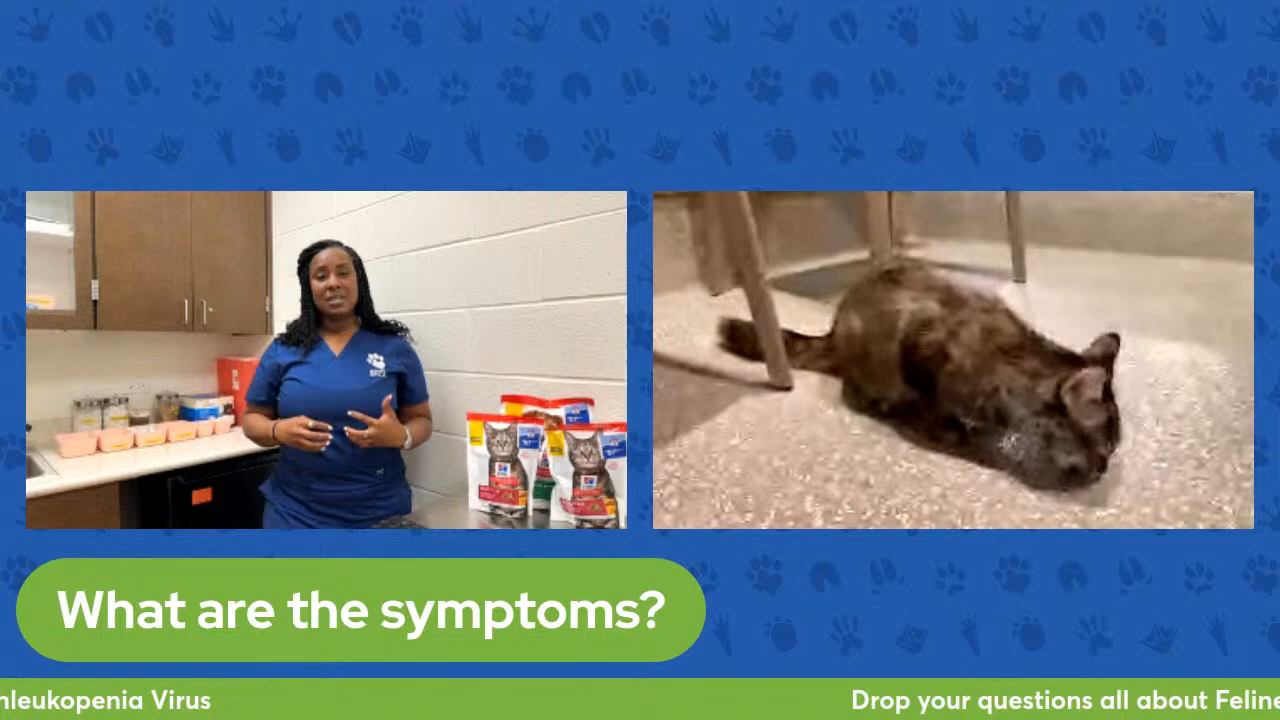 What are the symptoms?
nleukopenia Virus
Drop your questions all about Feline